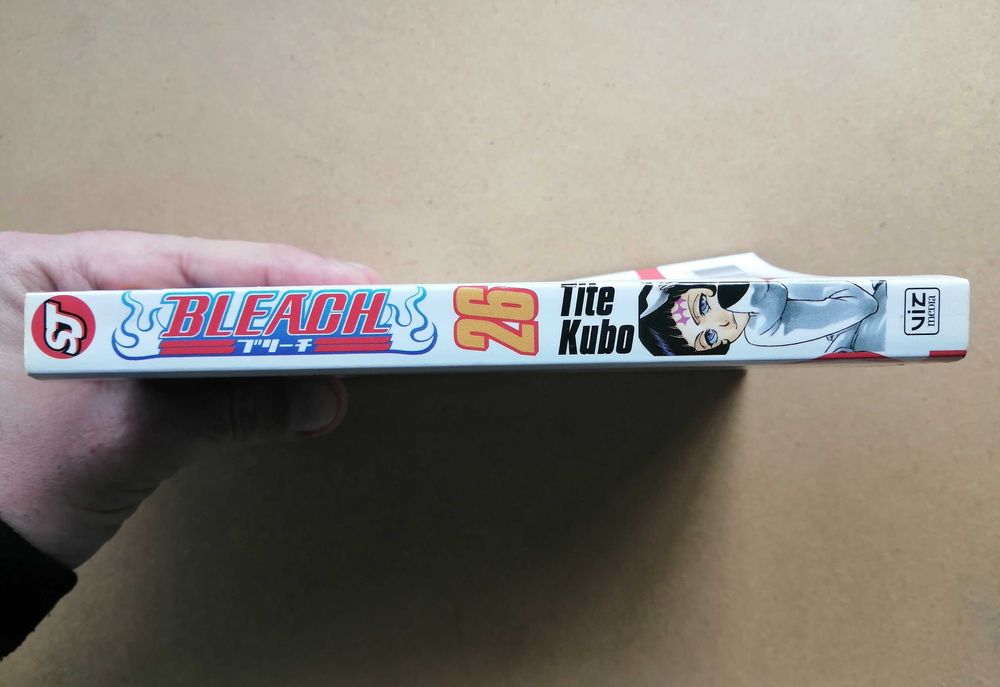 SJ
BLEACH
ブリーチ
26
Tite
Kubo
VIZ
media